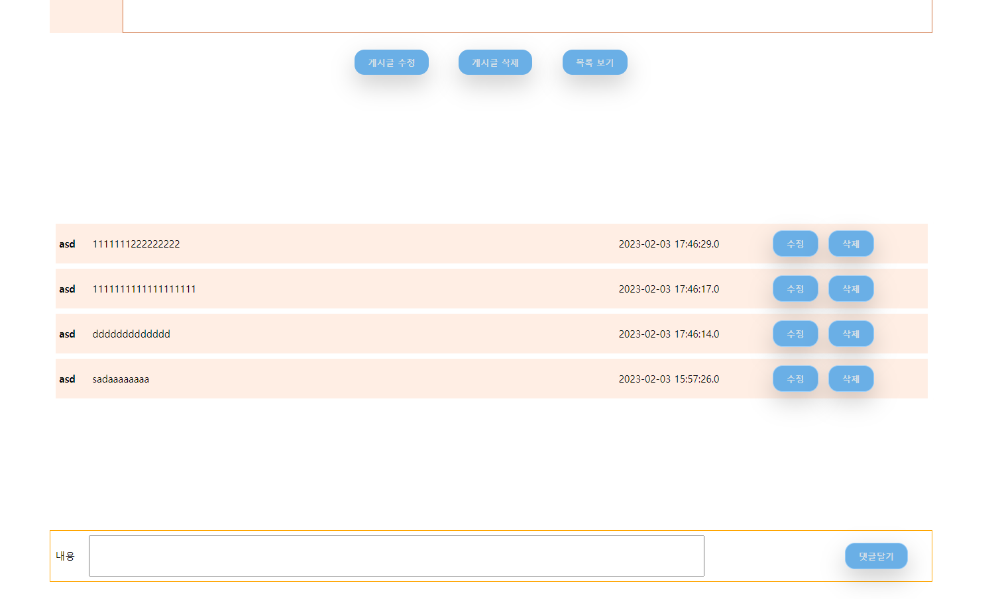 게시글 수정 게시글 삭제 목록 보기
asd 1111111222222222 2023-02-03 17:46:29.0 수정 삭제
asd 1111111111111111111 2023-02-03 17:46:17.0 수정 삭제
asd ddddddddddddd 2023-02-03 17:46:14.0 수정 삭제
asd sadaaaaaaaa 2023-02-03 15:57:26.0 수정 삭제
내용 댓글달기